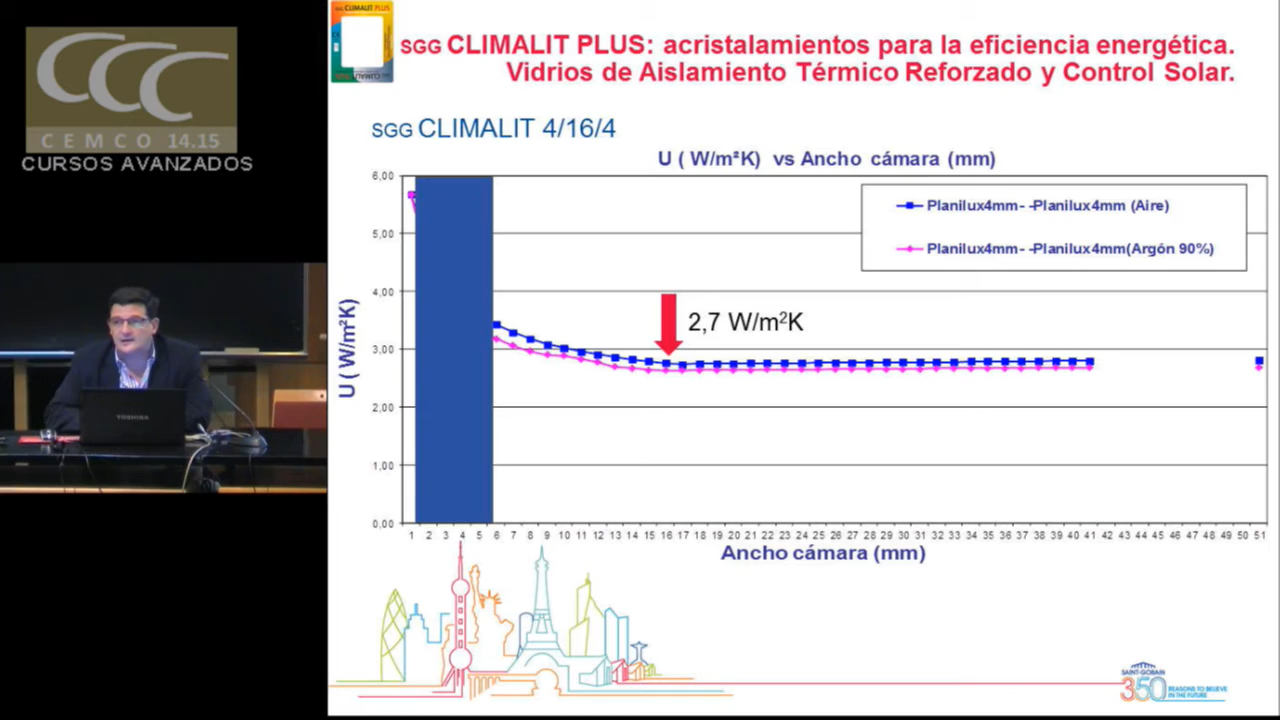 CCC
CEMCO 14.15
CURSOS AVANZADOS
TOSHIBA
SGG CLIMALIT PLUS
SGG CLIMALIT PLUS: acristalamientos para la eficiencia energética.
Vidrios de Aislamiento Térmico Reforzado y Control Solar.
SGG CLIMALIT 4/16/4
U ( W/m²K) vs Ancho cámara (mm)
6,00
5,00
4,00
3,00
2,00
1,00
0,00
U ( W/m²K)
Planilux4mm- -Planilux4mm (Aire)
Planilux4mm- -Planilux4mm(Argón 90%)
2,7 W/m²K
1 2 3 4 5 6 7 8 9 10 11 12 13 14 15 16 17 18 19 20 21 22 23 24 25 26 27 28 29 30 31 32 33 34 35 36 37 38 39 40 41 42 43 44 45 46 47 48 49 50 51
Ancho cámara (mm)
SAINT-GOBAIN
350 REASONS TO BELIEVE
IN THE FUTURE